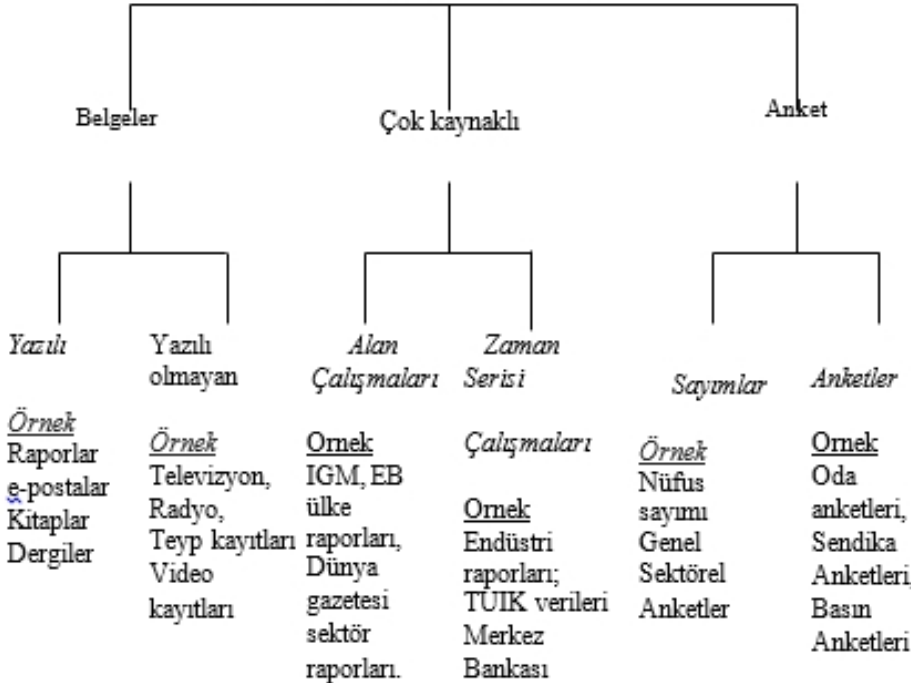 Belgeler
Çok kaynaklı
Anket
Yazılı
Örnek
Raporlar
e-postalar
Kitaplar
Dergiler
Yazılı
olmayan
Örnek
Televizyon,
Radyo,
Teyp kayıtları
Video
kayıtları
Alan
Çalışmaları
Ornek
IGM, EB
ülke
raporları,
Dünya
gazetesi
sektör
raporları.
Zaman
Serisi
Çalışmaları
Ornek
Endüstri
raporları;
TUIK verileri
Merkez
Bankası
Sayımlar
Örnek
Nüfus
sayımı
Genel
Sektörel
Anketler
Anketler
Ornek
Oda
anketleri,
Sendika
Anketleri,
Basın
Anketleri